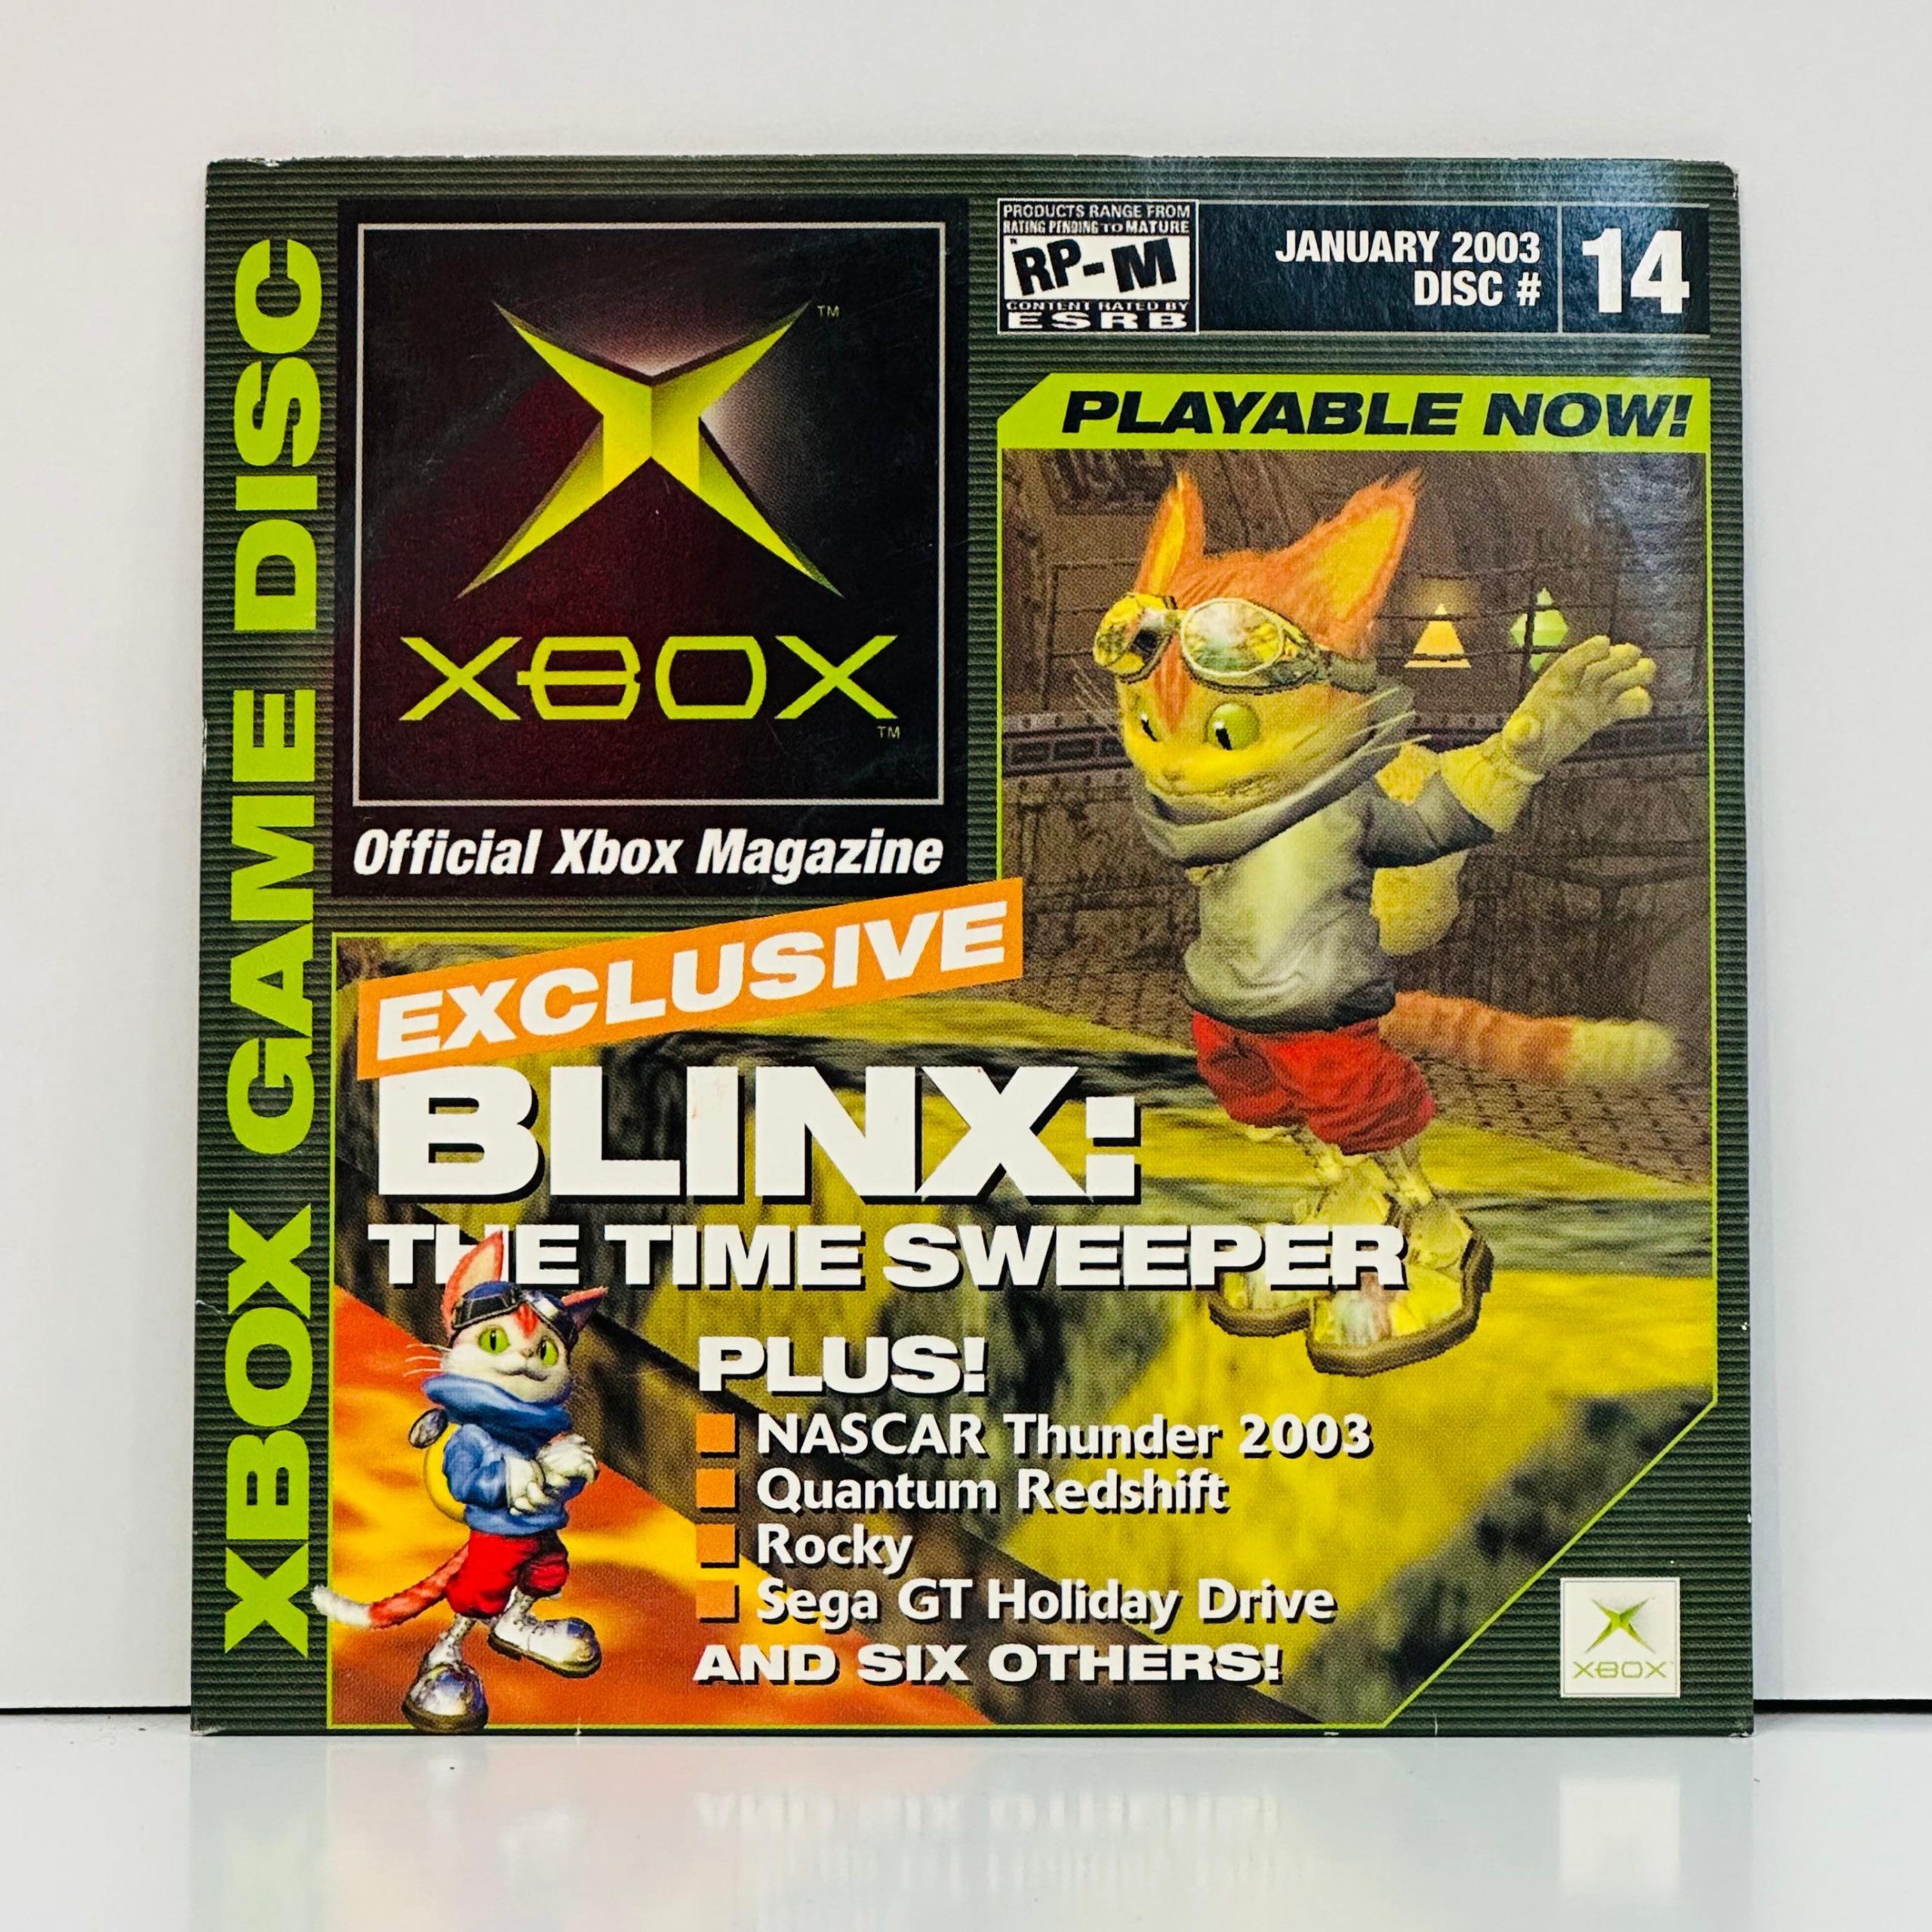 XBOX GAME DISC
TM
XBOX
TM
Official Xbox Magazine
PRODUCTS RANGE FROM
RATING PENDING TO MATURE
RP-M
CONTENT RATED BY
ESRB
JANUARY 2003
DISC #
14
PLAYABLE NOW!
EXCLUSIVE
BLINX:
THE TIME SWEEPER
PLUS!
NASCAR Thunder 2003
Quantum Redshift
Rocky
Sega GT Holiday Drive
AND SIX OTHERS!
XBOX